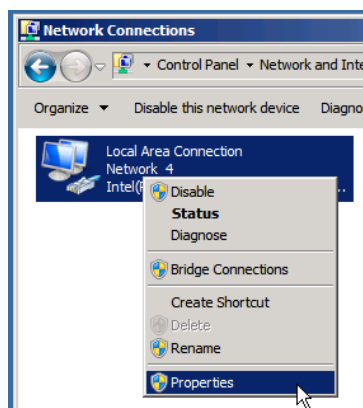 Network Connections
Control Panel Network and Inte
Organize Disable this network device Diagno
Local Area Connection
Network 4
Intel(
Disable
Status
Diagnose
Bridge Connections
Create Shortcut
Delete
Rename
Properties